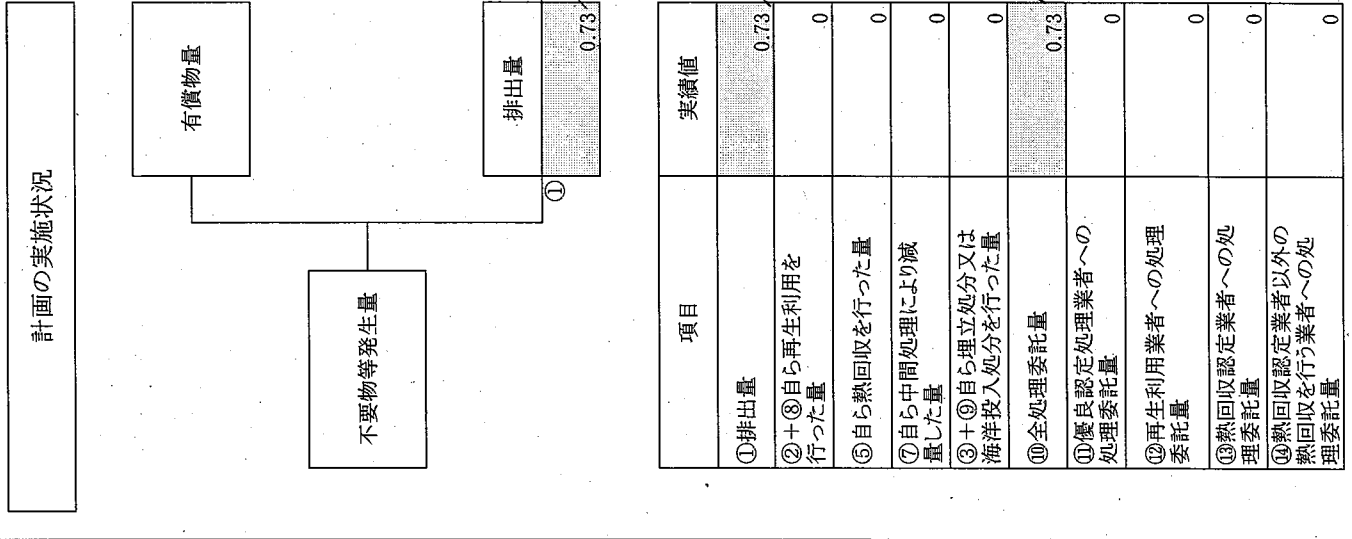 計画の実施状況
有償物量
不要物等発生量
排出量
①
0.73
項目
実績値
①排出量
0.73
②+⑧自ら再生利用を
行った量
0
⑤自ら熱回収を行った量
0
⑦自ら中間処理により減
量した量
0
③+⑨自ら埋立処分又は
海洋投入処分を行った量
0
⑩全処理委託量
0.73
⑪優良認定処理業者への
処理委託量
0
⑫再生利用業者への処理
委託量
0
⑬熱回収認定業者への処
理委託量
0
⑭熱回収認定業者以外の
熱回収を行う業者への処
理委託量
0